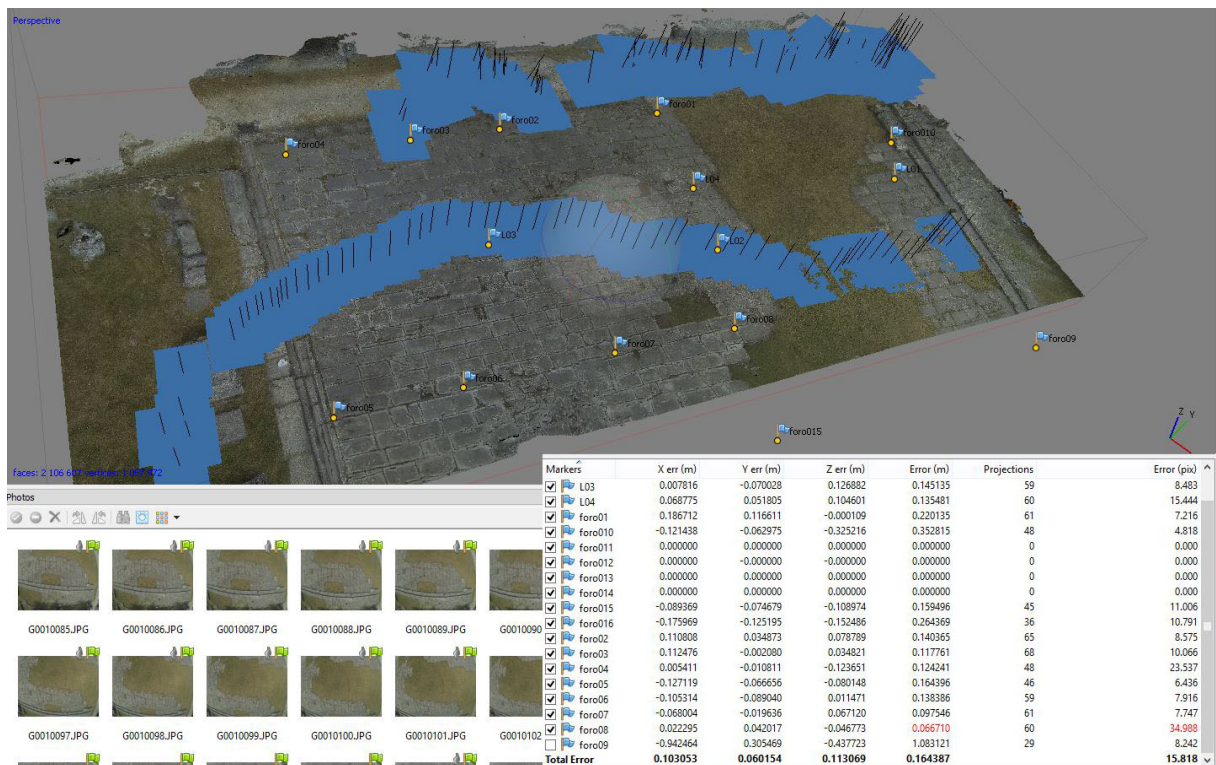 Perspective
foro01
foro02
foro03
foro010
foro04
L01
L04
L03
L02
foro08
foro09
foro07
foro06
foro05
foro015
Z Y
faces: 2 106 607 vertices:
Photos
G0010085.JPG G0010086.JPG G0010087.JPG G0010088.JPG G0010089.JPG G0010090
G0010097.JPG G0010098.JPG G0010099.JPG G0010100.JPG G0010101.JPG G0010102
Markers X err (m) Y err (m) Z err (m) Error (m) Projections Error (pix)
L03 0.007816 -0.070028 0.126882 0.145135 59 8.483
L04 0.068775 0.051805 0.104601 0.135481 60 15.444
foro01 0.186712 0.116611 -0.000109 0.220135 61 7.216
foro010 -0.121438 -0.062975 -0.325216 0.352815 48 4.818
foro011 0.000000 -0.000000 0.000000 0.000000 0 0.000
foro012 0.000000 -0.000000 -0.000000 0.000000 0 0.000
foro013 0.000000 0.000000 0.000000 0.000000 0 0.000
foro014 0.000000 0.000000 -0.000000 0.000000 0 0.000
foro015 -0.089369 -0.074679 -0.108974 0.159496 45 11.006
foro016 -0.175969 -0.125195 -0.152486 0.264369 36 10.791
foro02 0.110808 0.034873 0.078789 0.140365 65 8.575
foro03 0.112476 -0.002080 0.034821 0.117761 68 10.066
foro04 0.005411 -0.010811 -0.123651 0.124241 48 23.537
foro05 -0.127119 -0.066656 -0.080148 0.164396 46 6.436
foro06 -0.105314 -0.089040 0.011471 0.138386 59 7.916
foro07 -0.068004 -0.019636 0.067120 0.097546 61 7.747
foro08 0.022295 0.042017 -0.046773 0.066710 60 34.988
foro09 -0.942464 0.305469 -0.437723 1.083121 29 8.242
Total Error 0.103053 0.060154 0.113069 0.164387 15.818